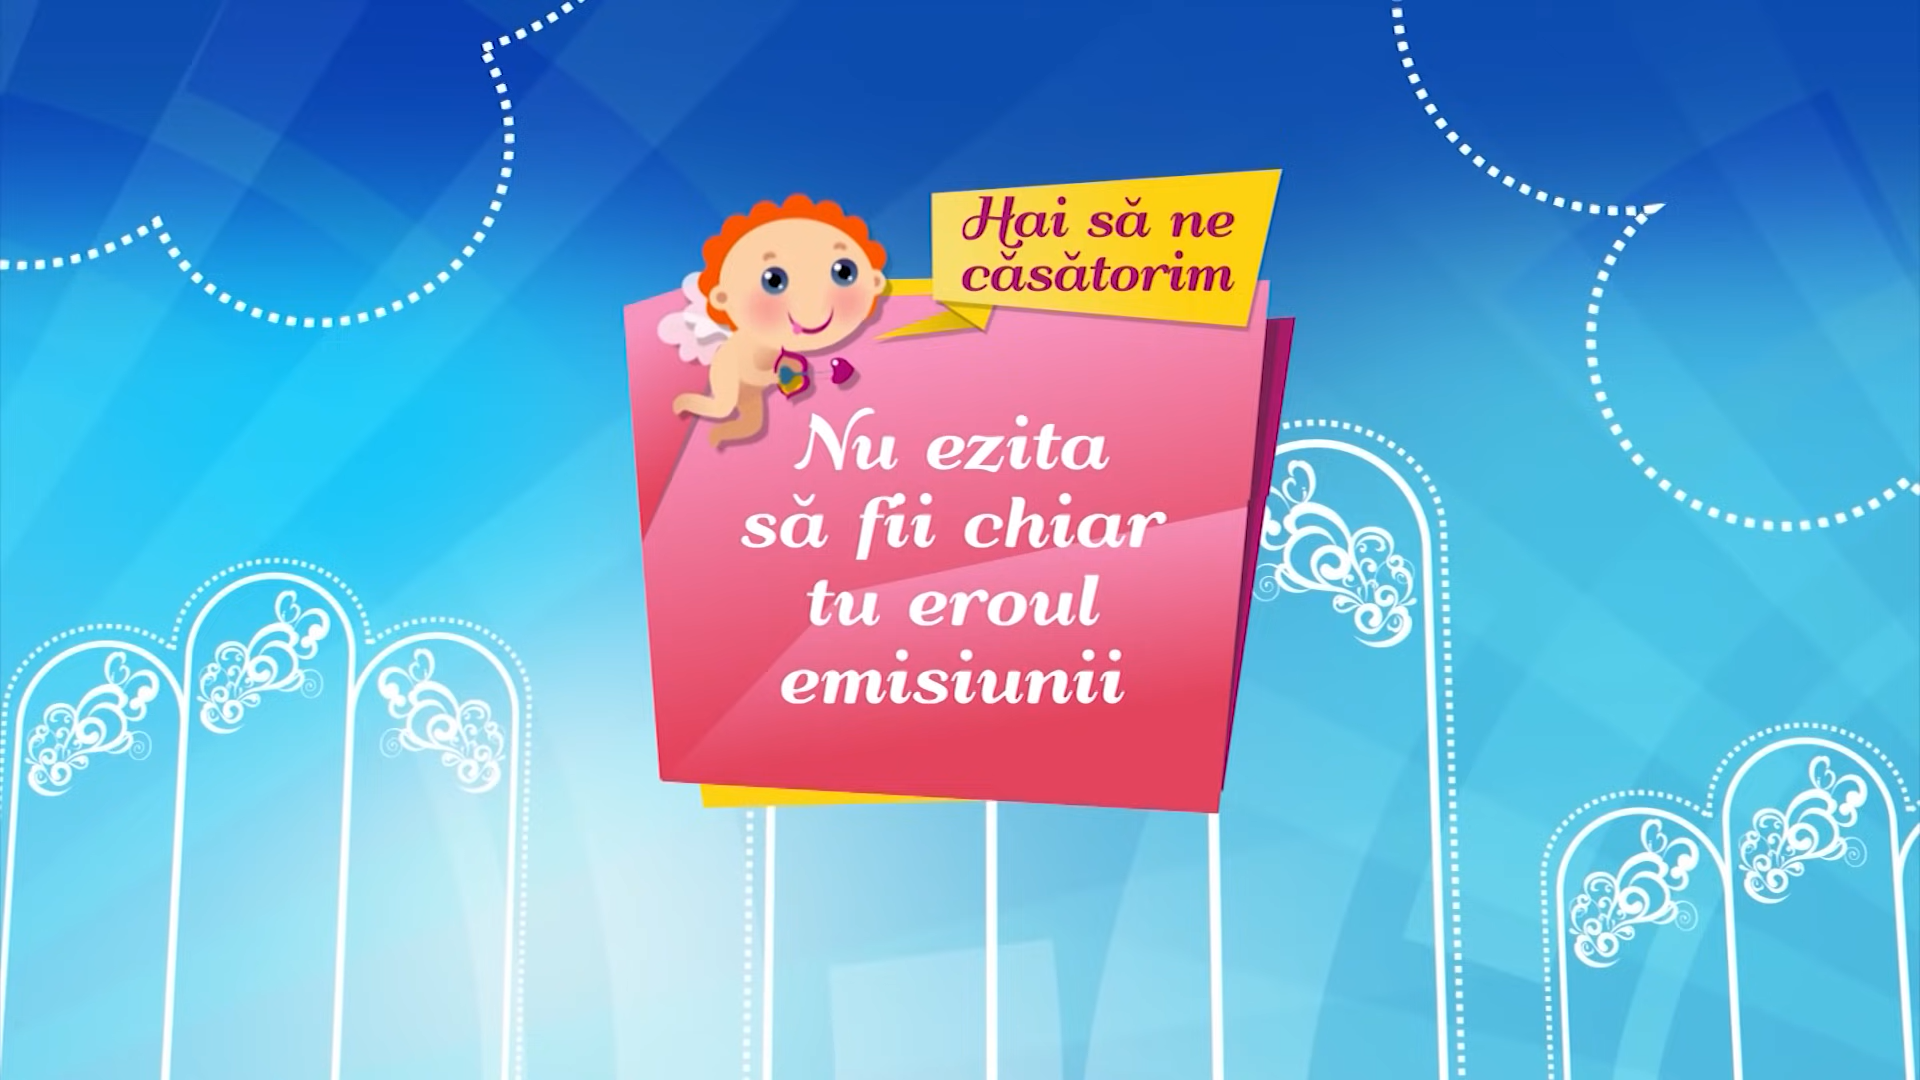 Hai să ne
căsătorim
Nu ezita
să fii chiar
tu eroul
emisiunii